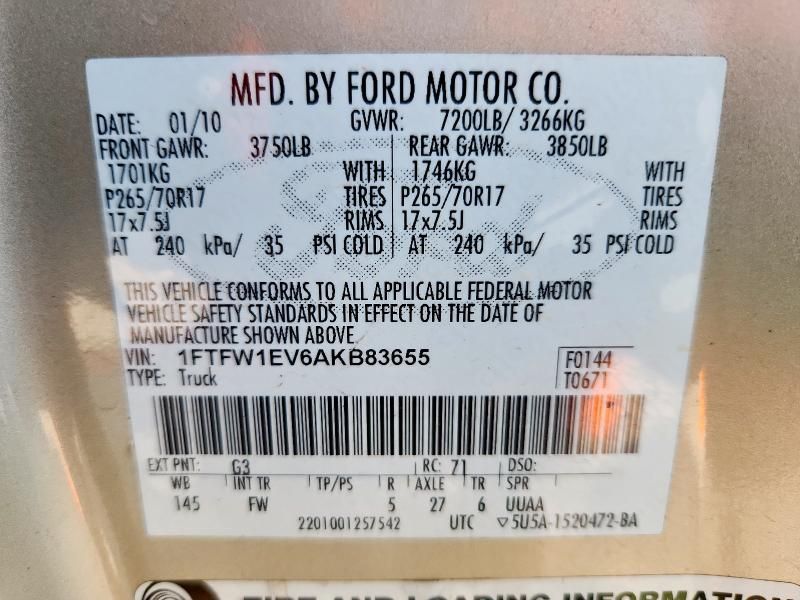 MFD. BY FORD MOTOR CO.
DATE: 01/10 GVWR: 7200LB/ 3266KG
FRONT GAWR: 3750LB REAR GAWR: 3850LB
1701KG WITH 1746KG WITH
P265/70R17 TIRES P265/70R17 TIRES
17x7.5J RIMS 17x7.5J RIMS
AT 240 kPa/ 35 PSI COLD AT 240 kPa/ 35 PSI COLD
THIS VEHICLE CONFORMS TO ALL APPLICABLE FEDERAL MOTOR
VEHICLE SAFETY STANDARDS IN EFFECT ON THE DATE OF
MANUFACTURE SHOWN ABOVE.
VIN: 1FTFW1EV6AKB83655 F0144
TYPE: Truck T0671
EXT PNT: G3 RC: 71 DSO:
WB INT TR TP/PS R AXLE TR SPR
145 FW 5 27 6 UUAA
2201001257542 UTC ▽5U5A-1520472-BA
TIRE AND LOADING INFORMATION